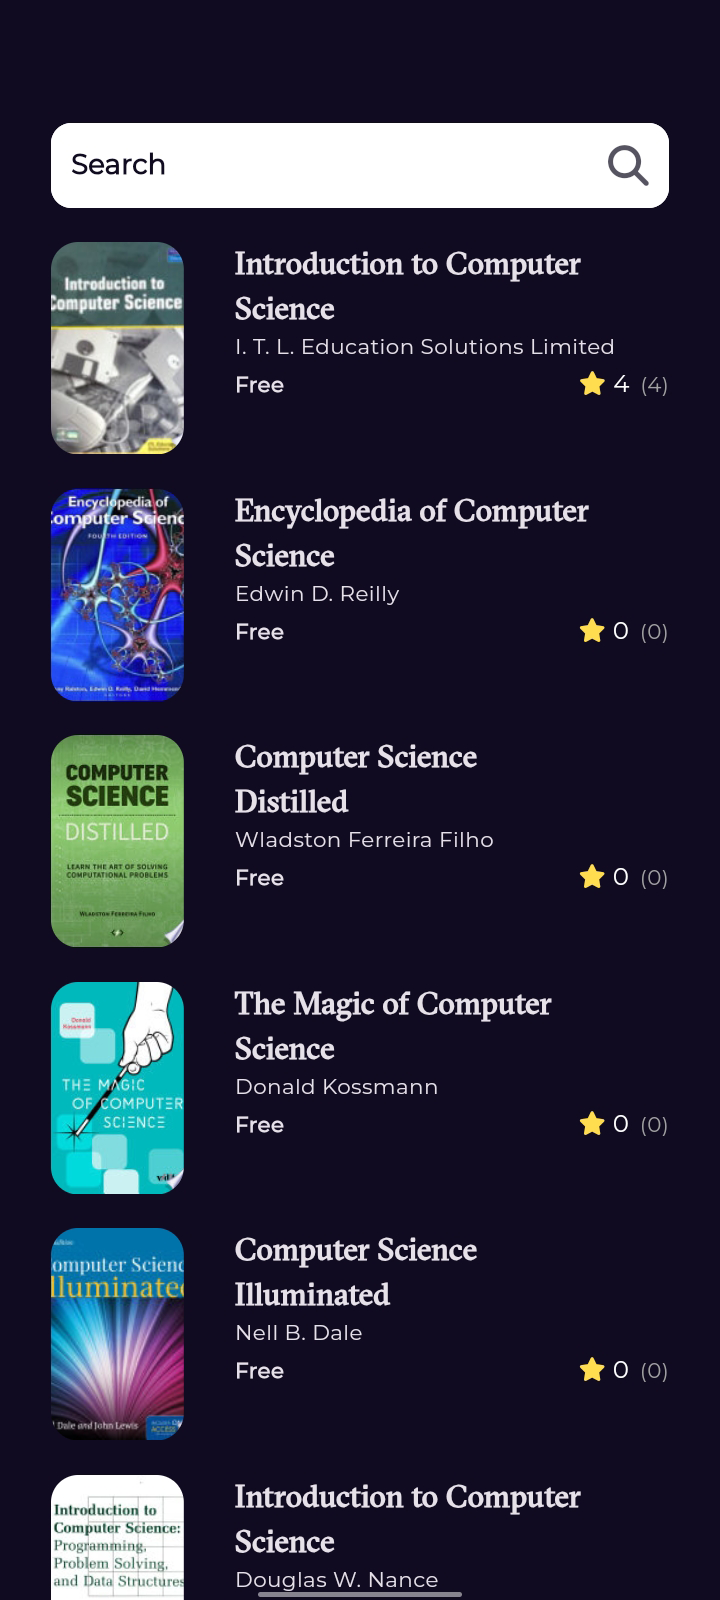 Search
Introduction to
Computer Science
Introduction to Computer
Science
I. T. L. Education Solutions Limited
Free
4 (4)
Encyclopedia of
Computer Science
FOURTH EDITION
Encyclopedia of Computer
Science
Edwin D. Reilly
Free
0 (0)
COMPUTER
SCIENCE
DISTILLED
LEARN THE ART OF SOLVING
COMPUTATIONAL PROBLEMS
WLADSTON FERREIRA FILHO
Computer Science
Distilled
Wladston Ferreira Filho
Free
0 (0)
Donald
Kossmann
THE MAGIC
OF COMPUTER
SCIENCE
The Magic of Computer
Science
Donald Kossmann
Free
0 (0)
omputer Scienc
lluminated
Dale and John Lewis
ACCESS
Computer Science
Illuminated
Nell B. Dale
Free
0 (0)
Introduction to
Computer Science:
Programming,
Problem Solving,
and Data Structures
Introduction to Computer
Science
Douglas W. Nance